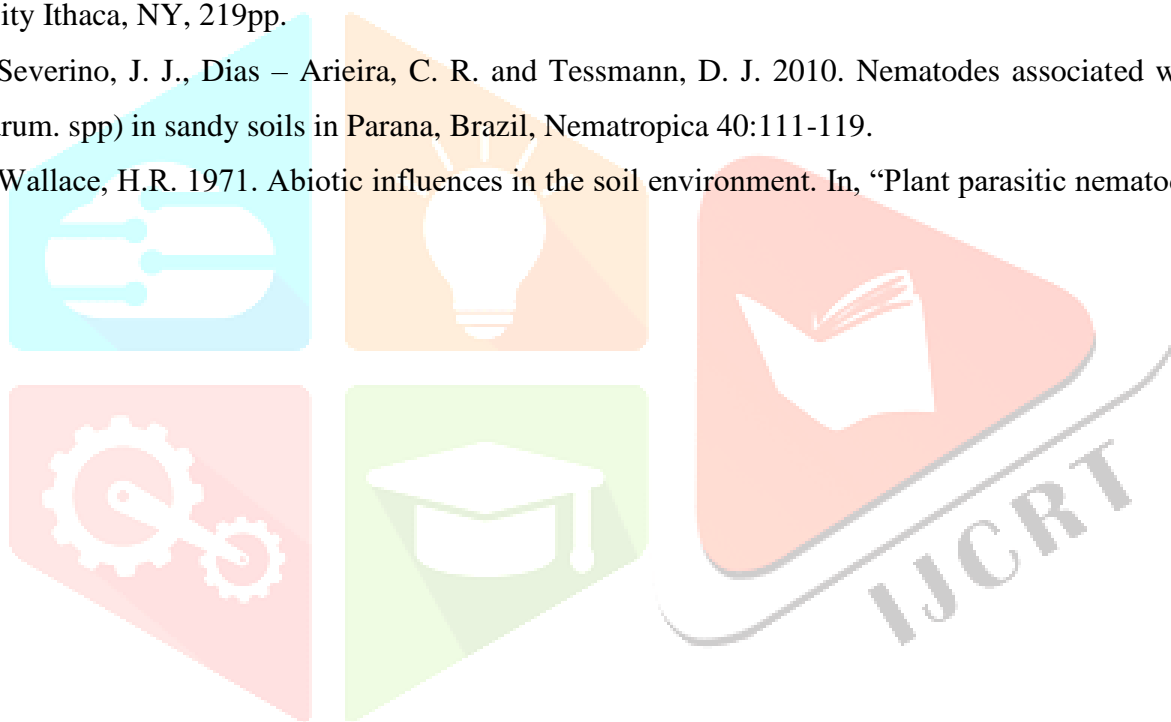 ity Ithaca, NY, 219pp.
Severino, J. J., Dias – Arieira, C. R. and Tessmann, D. J. 2010. Nematodes associated w
rum. spp) in sandy soils in Parana, Brazil, Nematropica 40:111-119.
Wallace, H.R. 1971. Abiotic influences in the soil environment. In, “Plant parasitic nemato
IJCRT